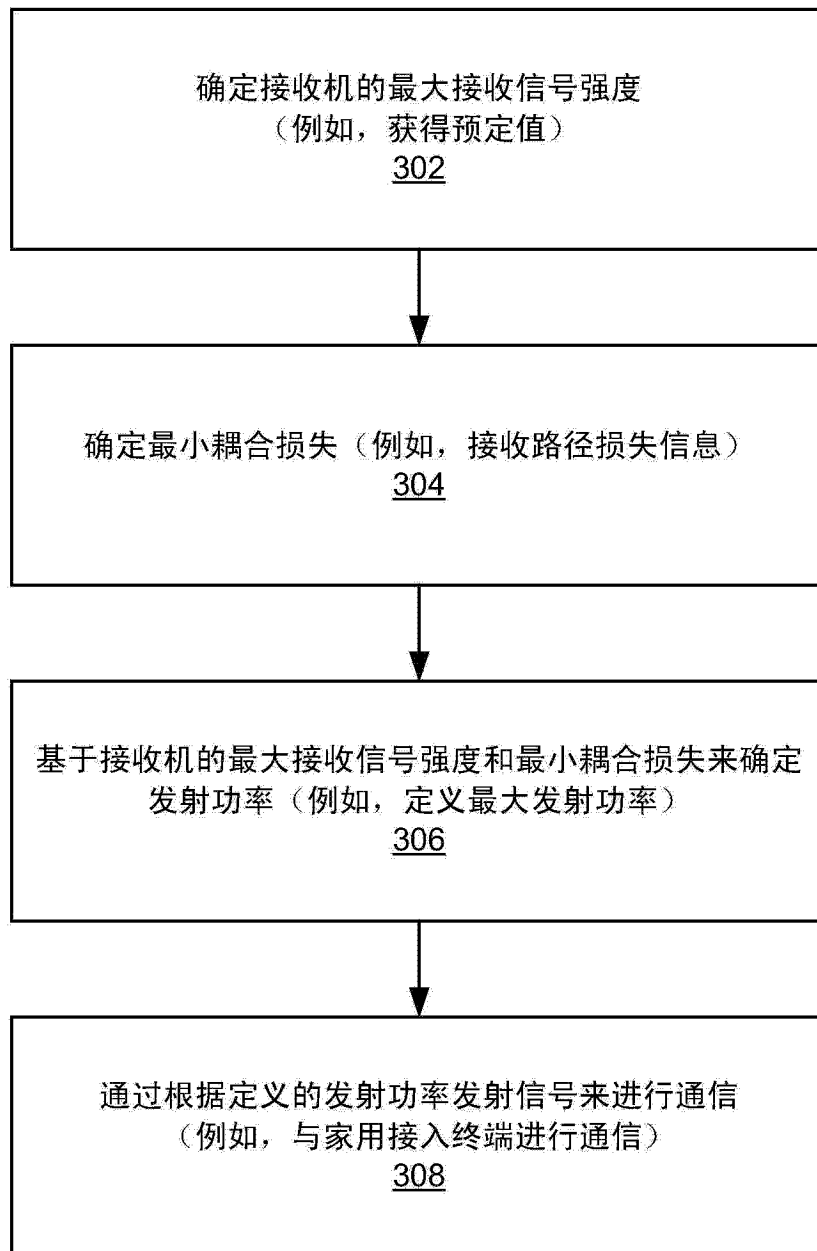 确定接收机的最大接收信号强度
（例如，获得预定值）
302
确定最小耦合损失（例如，接收路径损失信息）
304
基于接收机的最大接收信号强度和最小耦合损失来确定
发射功率（例如，定义最大发射功率）
306
通过根据定义的发射功率发射信号来进行通信
（例如，与家用接入终端进行通信）
308